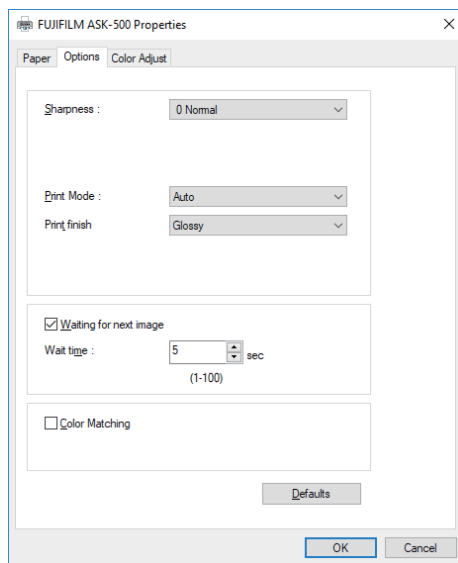 FUJIFILM ASK-500 Properties
Paper Options Color Adjust
Sharpness : 0 Normal
Print Mode : Auto
Print finish Glossy
Waiting for next image
Wait time : 5 sec
(1-100)
Color Matching
Defaults
OK Cancel